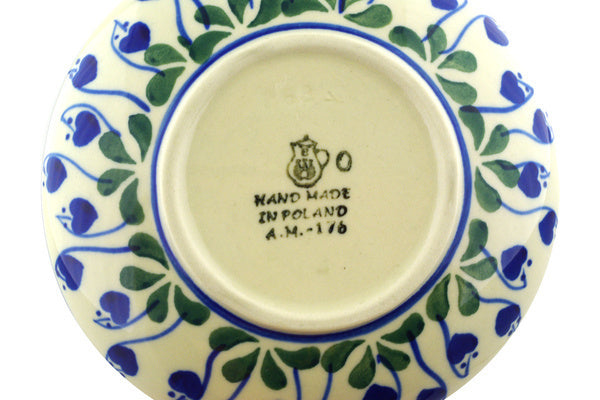 O
HAND MADE
IN POLAND
A.M.-176